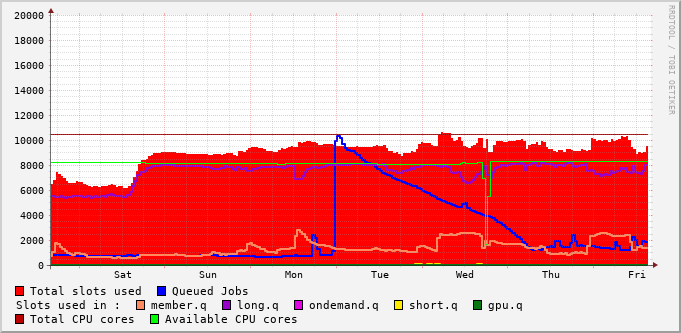 20000
18000
16000
14000
12000
10000
8000
6000
4000
2000
0
Sat Sun Mon Tue Wed Thu Fri
RRDTOOL / TOBI OETIKER
Total slots used Queued Jobs
Slots used in : member.q long.q ondemand.q short.q gpu.q
Total CPU cores Available CPU cores